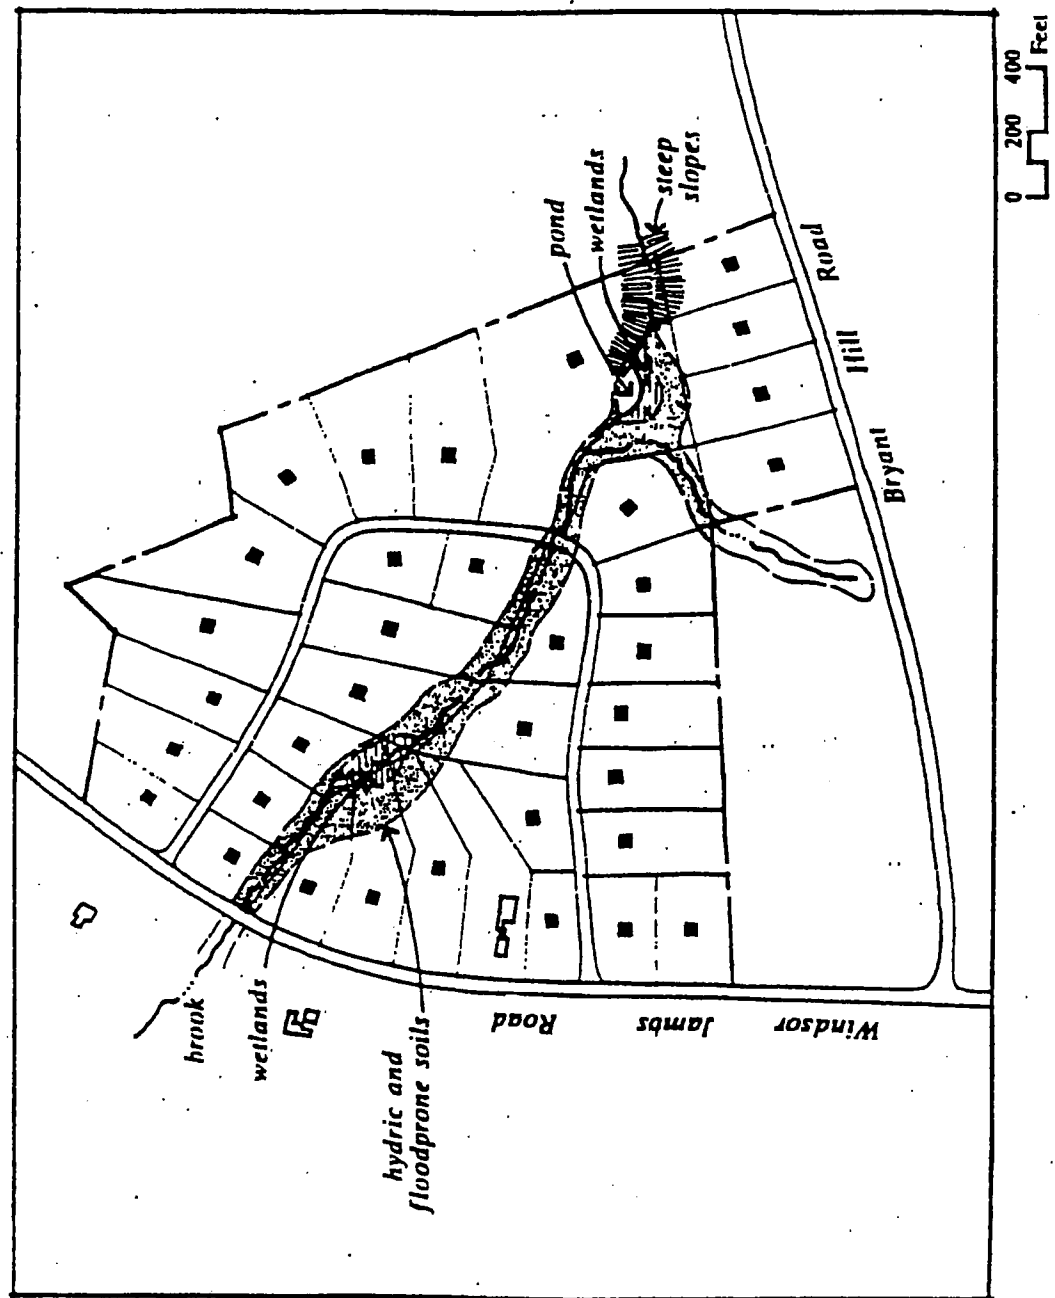 brook
wetlands
hydric and
floodprone soils
pond
wetlands
steep
slopes
Windsor Jambs Road
Bryant Hill Road
0 200 400 Feet